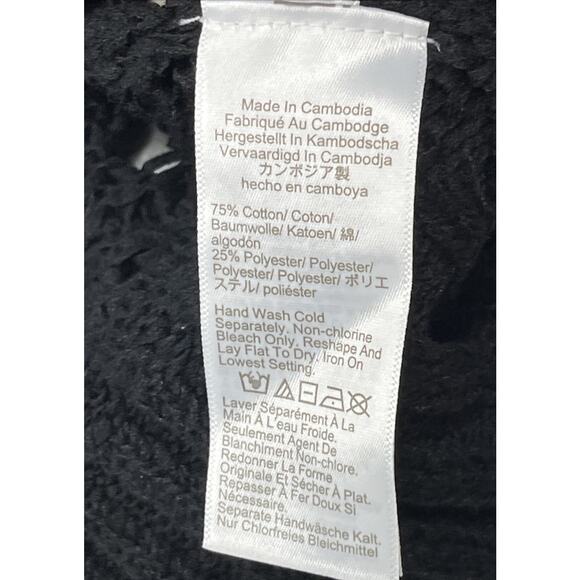 Made In Cambodia
Fabriqué Au Cambodge
Hergestellt In Kambodscha
Vervaardigd In Cambodja
カンボジア製
hecho en camboya
75% Cotton/ Coton/
Baumwolle/ Katoen/ 綿/
algodón
25% Polyester/ Polyester/
Polyester/ Polyester/ ポリエ
ステル/ poliéster
Hand Wash Cold
Separately. Non-chlorine
Bleach Only. Reshape And
Lay Flat To Dry. Iron On
Lowest Setting.
Laver Séparément À La
Main À L'eau Froide.
Seulement Agent De
Blanchiment Non-chlore.
Redonner La Forme
Originale Et Sécher À Plat.
Repasser À Fer Doux Si
Nécessaire.
Separate Handwäsche Kalt.
Nur Chlorfreies Bleichmittel